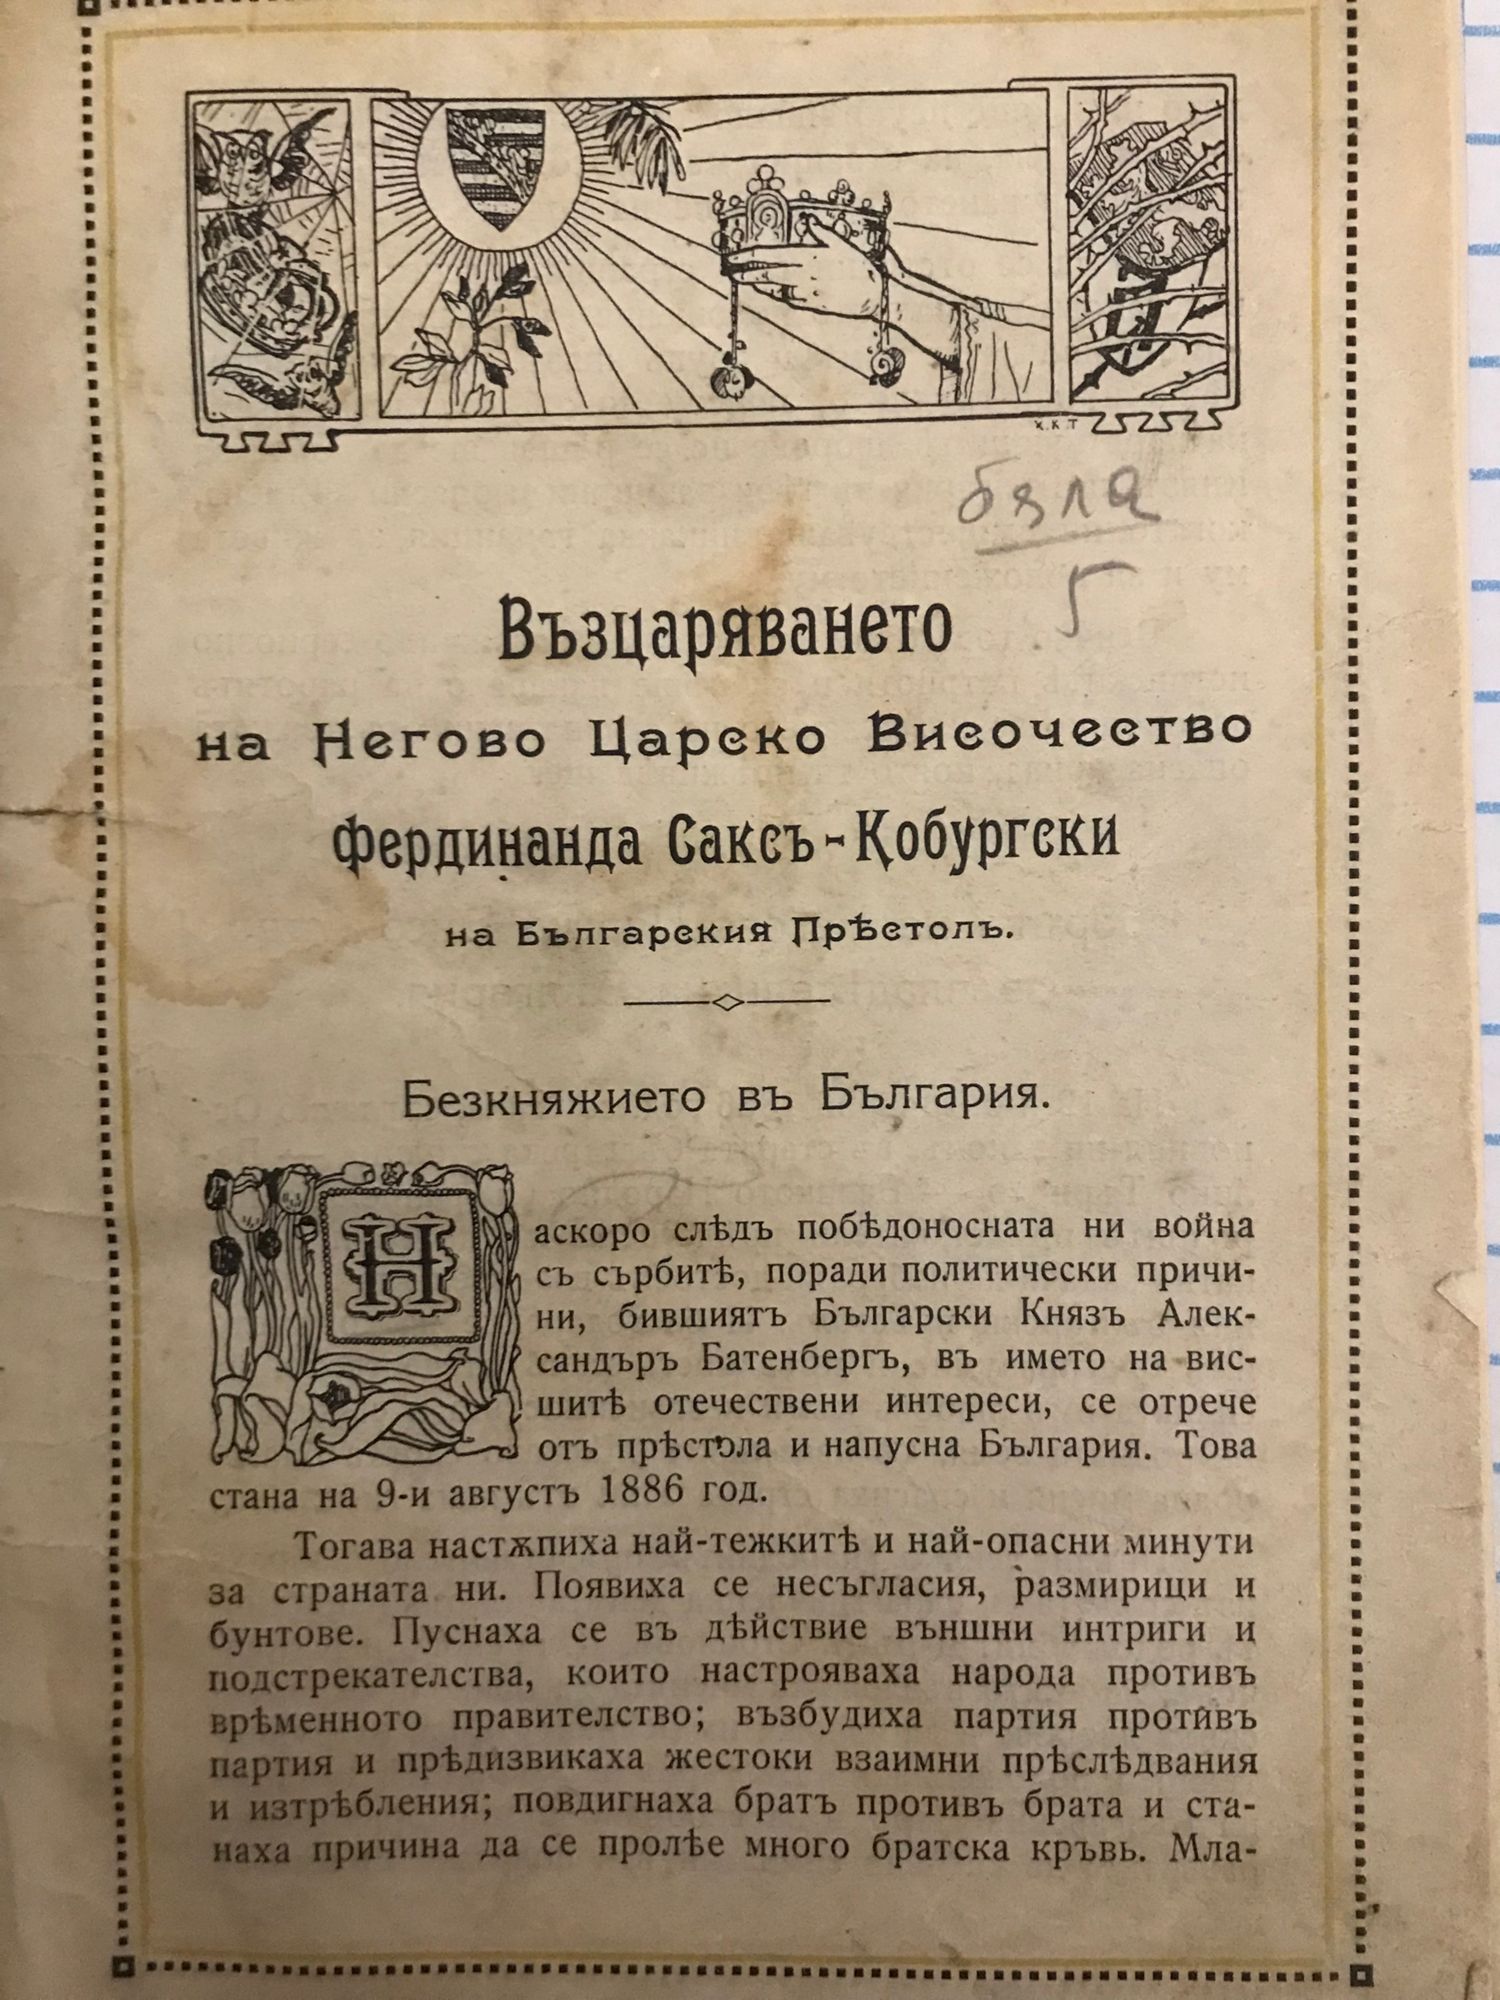 К. К. Т
бяла
5
Възцаряването
на Негово Царско Височество
Фердинанда Саксъ-Кобургски
на Българския Прѣстолъ.
Безкняжието въ България.
Наскоро слѣдъ побѣдоносната ни война
съ сърбитѣ, поради политически причи-
ни, бившиятъ Български Князъ Алек-
сандъръ Батенбергъ, въ името на вис-
шитѣ отечествени интереси, се отрече
отъ прѣстола и напусна България. Това
стана на 9-и августъ 1886 год.
Тогава настѫпиха най-тежкитѣ и най-опасни минути
за страната ни. Появиха се несъгласия, размирици и
бунтове. Пуснаха се въ дѣйствие външни интриги и
подстрекателства, които настрояваха народа противъ
врѣменното правителство; възбудиха партия противъ
партия и прѣдизвикаха жестоки взаимни прѣслѣдвания
и изтрѣбления; повдигнаха братъ противъ брата и ста-
наха причина да се пролѣе много братска кръвь. Мла-